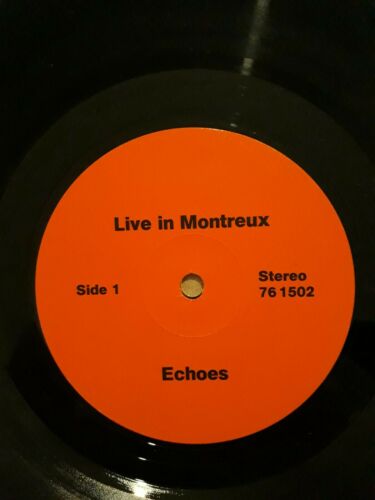 Live in Montreux
Side 1
Stereo
76 1502
Echoes